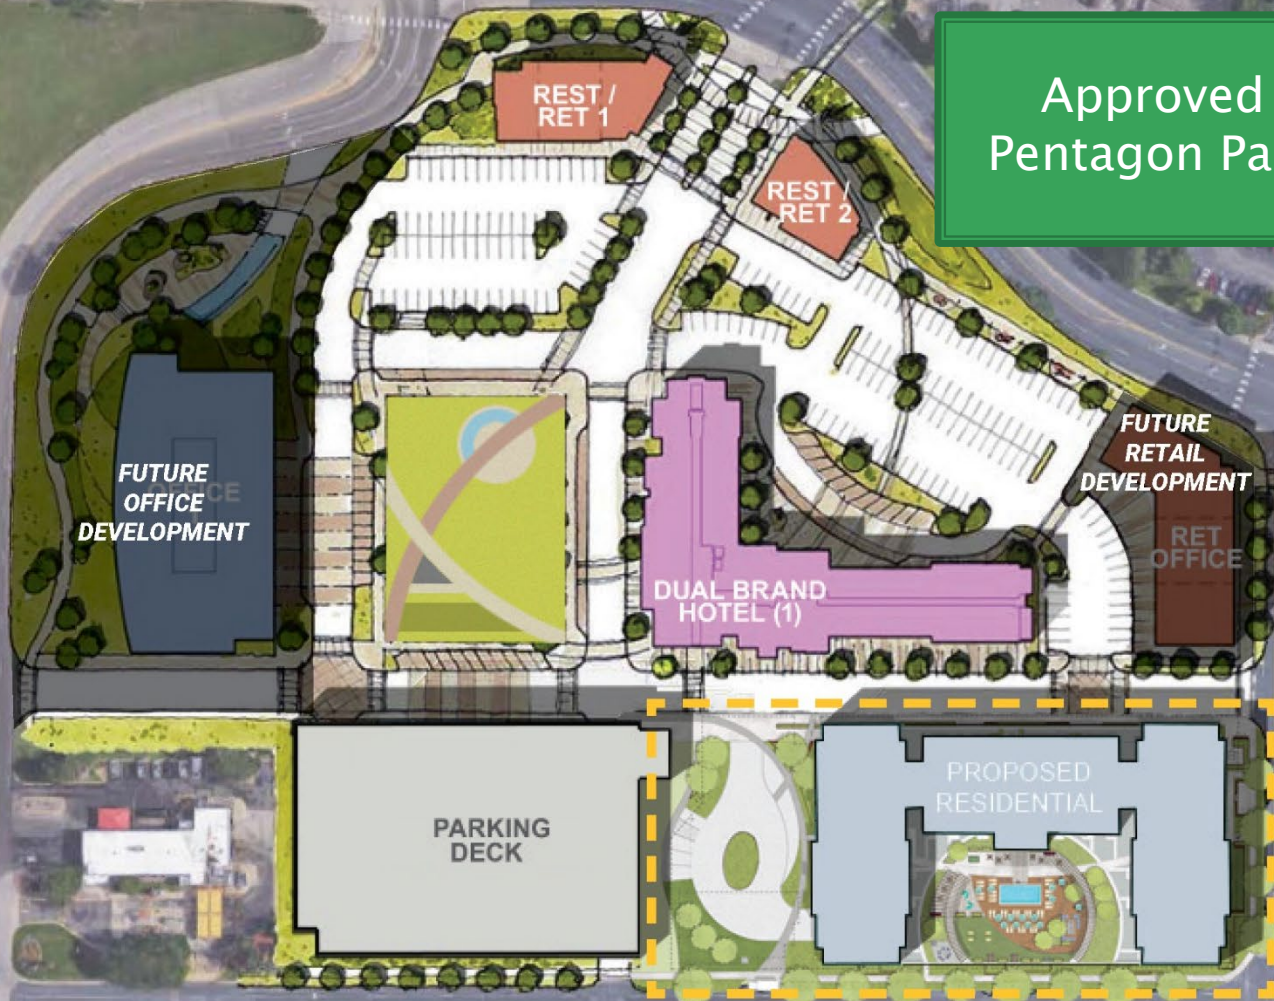 Approved
Pentagon Pa
REST /
RET 1
REST /
RET 2
FUTURE
OFFICE
DEVELOPMENT
OFFICE
FUTURE
RETAIL
DEVELOPMENT
RET
OFFICE
DUAL BRAND
HOTEL (1)
PARKING
DECK
PROPOSED
RESIDENTIAL